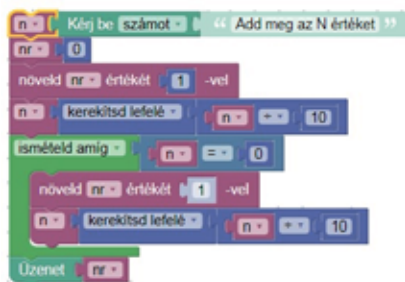 n Kérj be számot “ Add meg az N értéket ”
nr 0
növeld nr értékét 1 -vel
n kerekítsd lefelé n ÷ 10
ismételd amíg n = 0
növeld nr értékét 1 -vel
n kerekítsd lefelé n ÷ 10
Üzenet nr